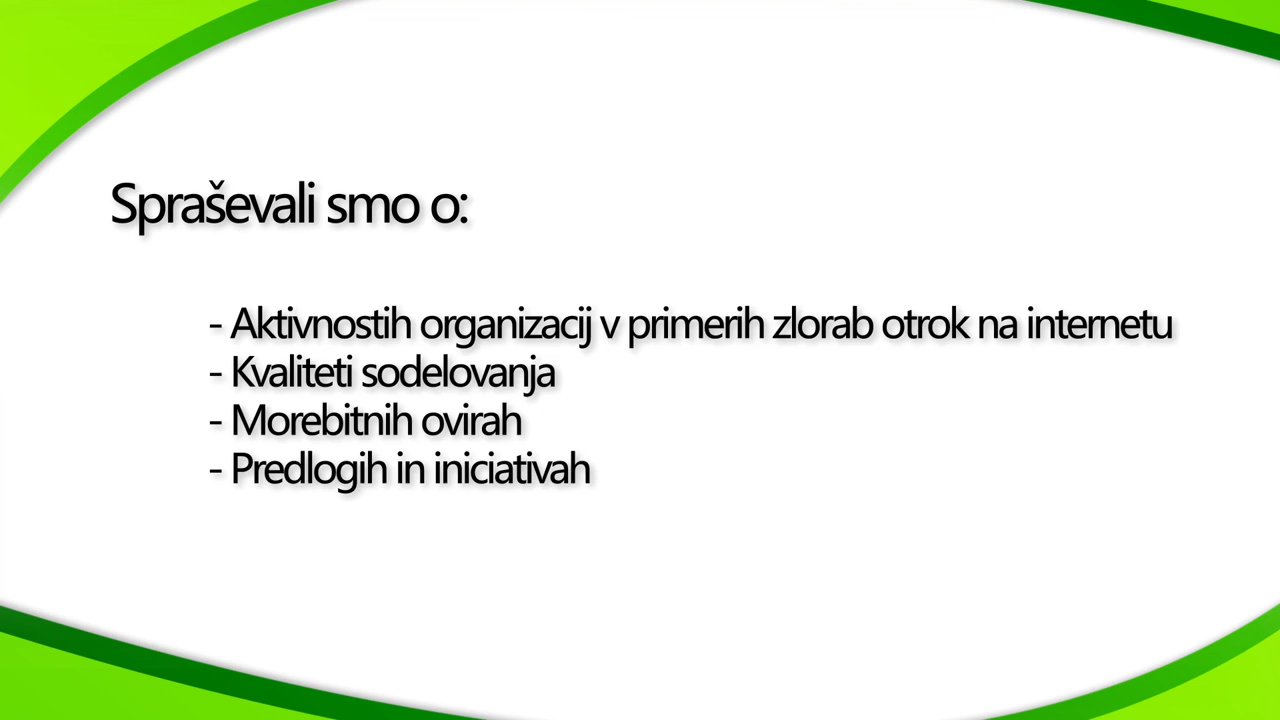 Spraševali smo o:
- Aktivnostih organizacij v primerih zlorab otrok na internetu
- Kvaliteti sodelovanja
- Morebitnih ovirah
- Predlogih in iniciativah